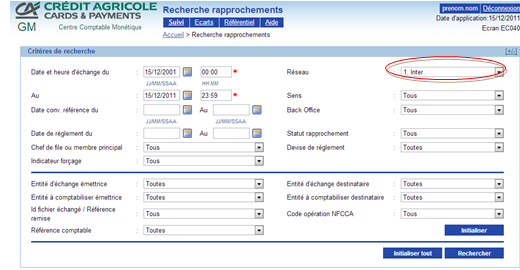 CRÉDIT AGRICOLE
CARDS & PAYMENTS
GM Centre Comptable Monétique
Recherche rapprochements
Suivi Ecarts Référentiel Aide
Accueil > Recherche rapprochements
prenom.nom Déconnexion
Date d'application:15/12/2011
Ecran EC040
Critères de recherche [+/-]
Date et heure d'échange du : 15/12/2001 00:00 * Réseau : 1. Inter
JJ/MM/SSAA HH:MM
Au : 15/12/2011 23:59 * Sens : Tous
Date conv. référence du : Au Back Office : Tous
JJ/MM/SSAA JJ/MM/SSAA
Date de règlement du : Au Statut rapprochement : Tous
Chef de file ou membre principal : Tous Devise de règlement : Toutes
Indicateur forçage : Tous
Entité d'échange émettrice : Toutes Entité d'échange destinataire : Toutes
Entité à comptabiliser émettrice : Toutes Entité à comptabiliser destinataire : Toutes
Id fichier échangé / Référence remise : Tous Code opération NFCCA : Tous
Référence comptable : Toutes Initialiser
Initialiser tout Rechercher